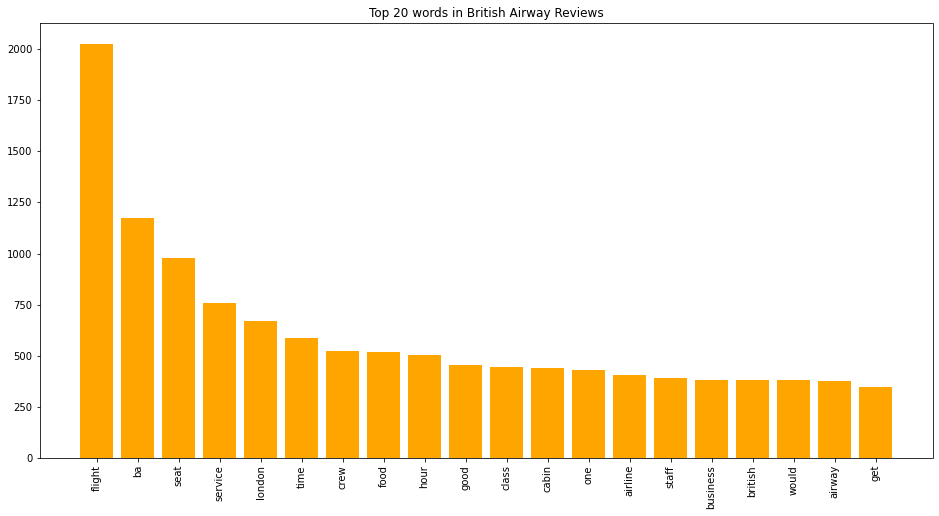 Top 20 words in British Airway Reviews
2000
1750
1500
1250
1000
750
500
250
0
flight
ba
seat
service
london
time
crew
food
hour
good
class
cabin
one
airline
staff
business
british
would
airway
get